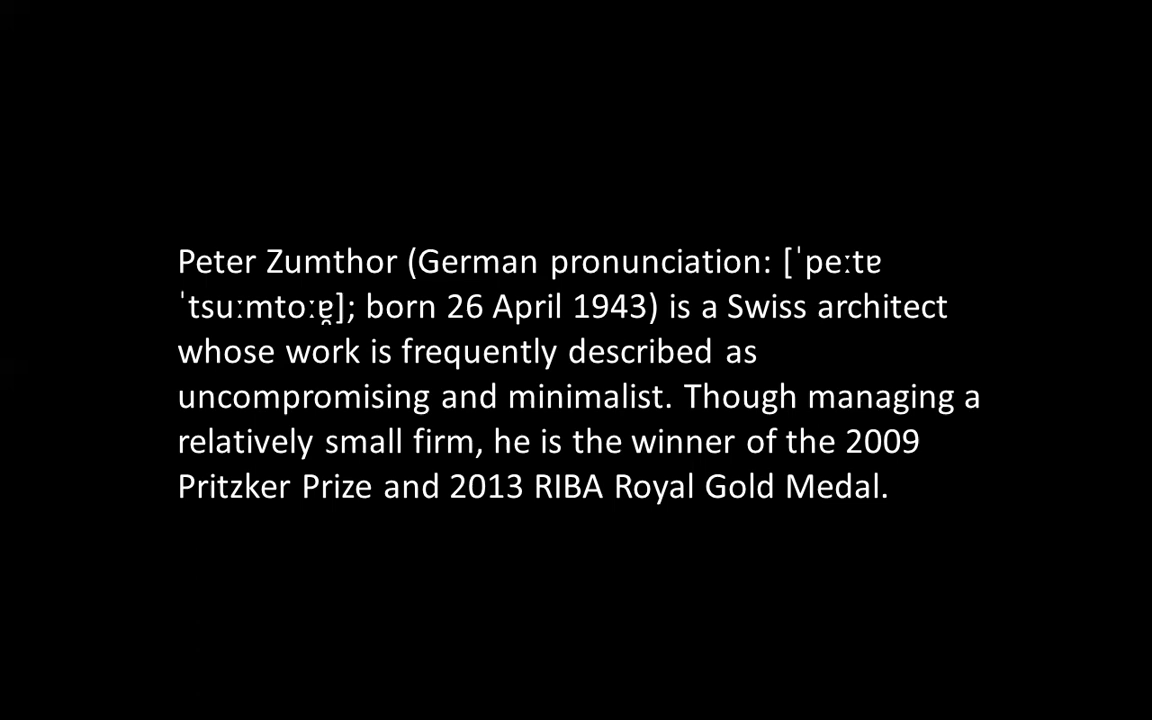 Peter Zumthor (German pronunciation: [ˈpeːtɐ
ˈtsuːmtoːɐ̯]; born 26 April 1943) is a Swiss architect
whose work is frequently described as
uncompromising and minimalist. Though managing a
relatively small firm, he is the winner of the 2009
Pritzker Prize and 2013 RIBA Royal Gold Medal.